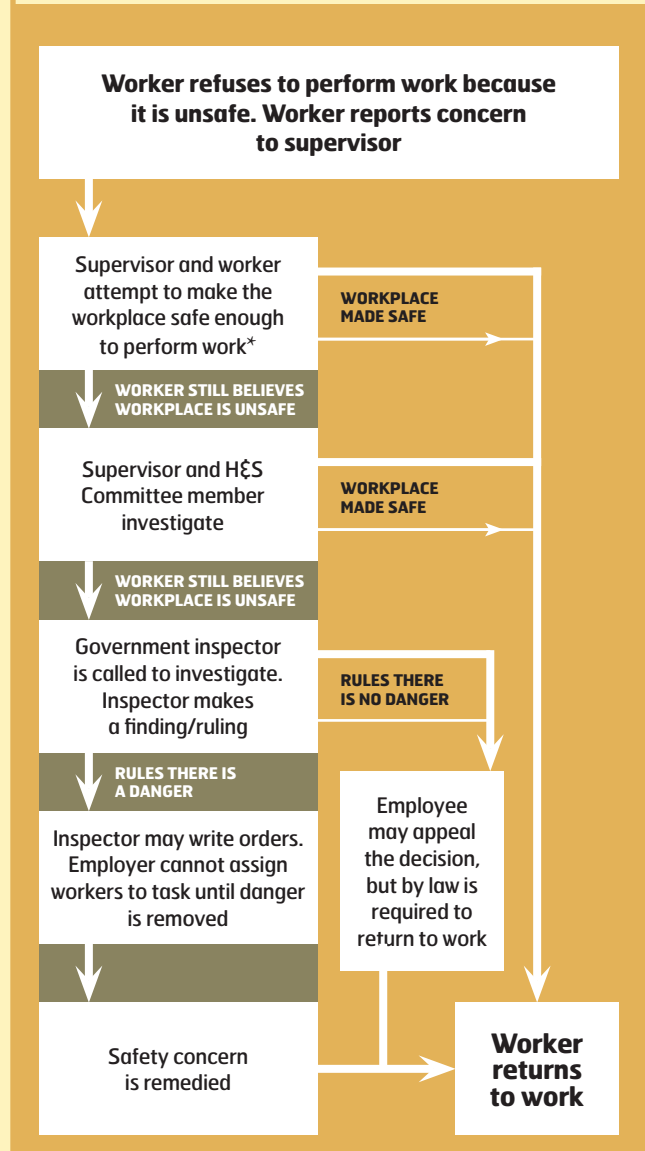 Worker refuses to perform work because
it is unsafe. Worker reports concern
to supervisor
Supervisor and worker
attempt to make the
workplace safe enough
to perform work*
WORKPLACE
MADE SAFE
WORKER STILL BELIEVES
WORKPLACE IS UNSAFE
Supervisor and H&S
Committee member
investigate
WORKPLACE
MADE SAFE
WORKER STILL BELIEVES
WORKPLACE IS UNSAFE
Government inspector
is called to investigate.
Inspector makes
a finding/ruling
RULES THERE
IS NO DANGER
RULES THERE IS
A DANGER
Inspector may write orders.
Employer cannot assign
workers to task until danger
is removed
Employee
may appeal
the decision,
but by law is
required to
return to work
Safety concern
is remedied
Worker
returns
to work